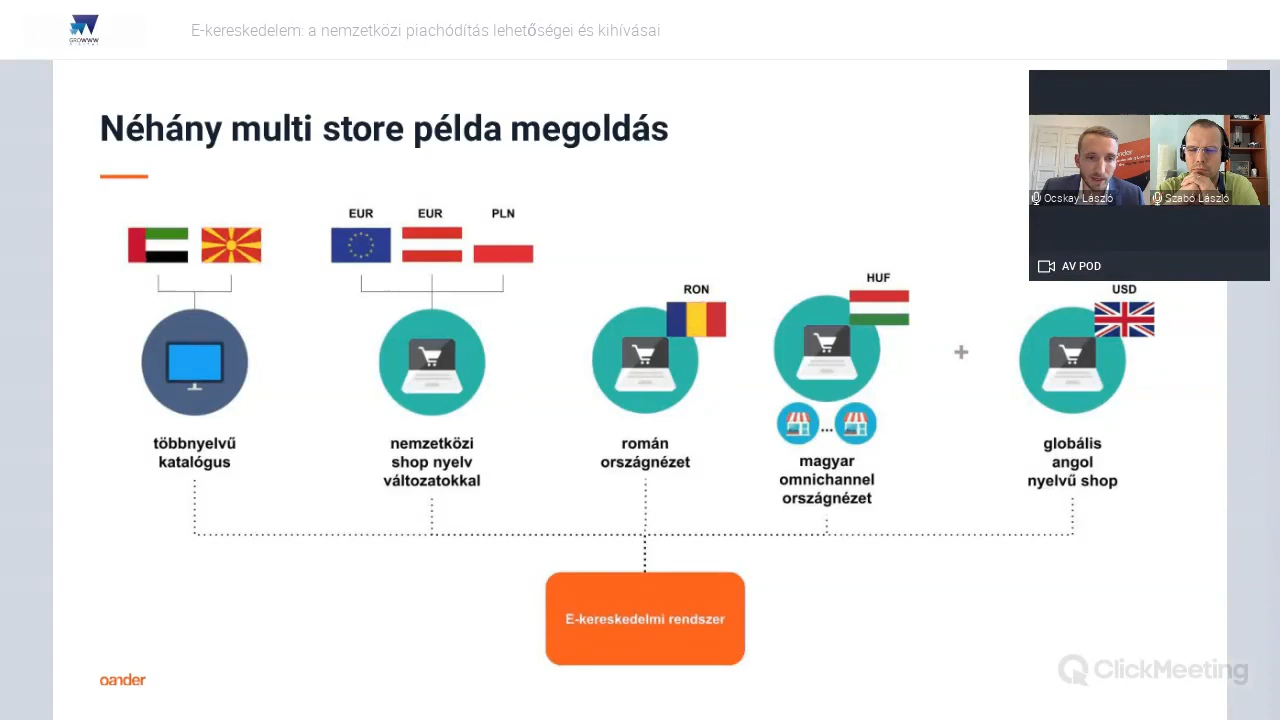 GROWWW
E-kereskedelem: a nemzetközi piachódítás lehetőségei és kihívásai
Néhány multi store példa megoldás
Ocskay László
Szabó László
AV POD
EUR
EUR
PLN
RON
HUF
USD
többnyelvű
katalógus
nemzetközi
shop nyelv
változatokkal
román
országnézet
...
magyar
omnichannel
országnézet
+
globális
angol
nyelvű shop
E-kereskedelmi rendszer
oander
ClickMeeting